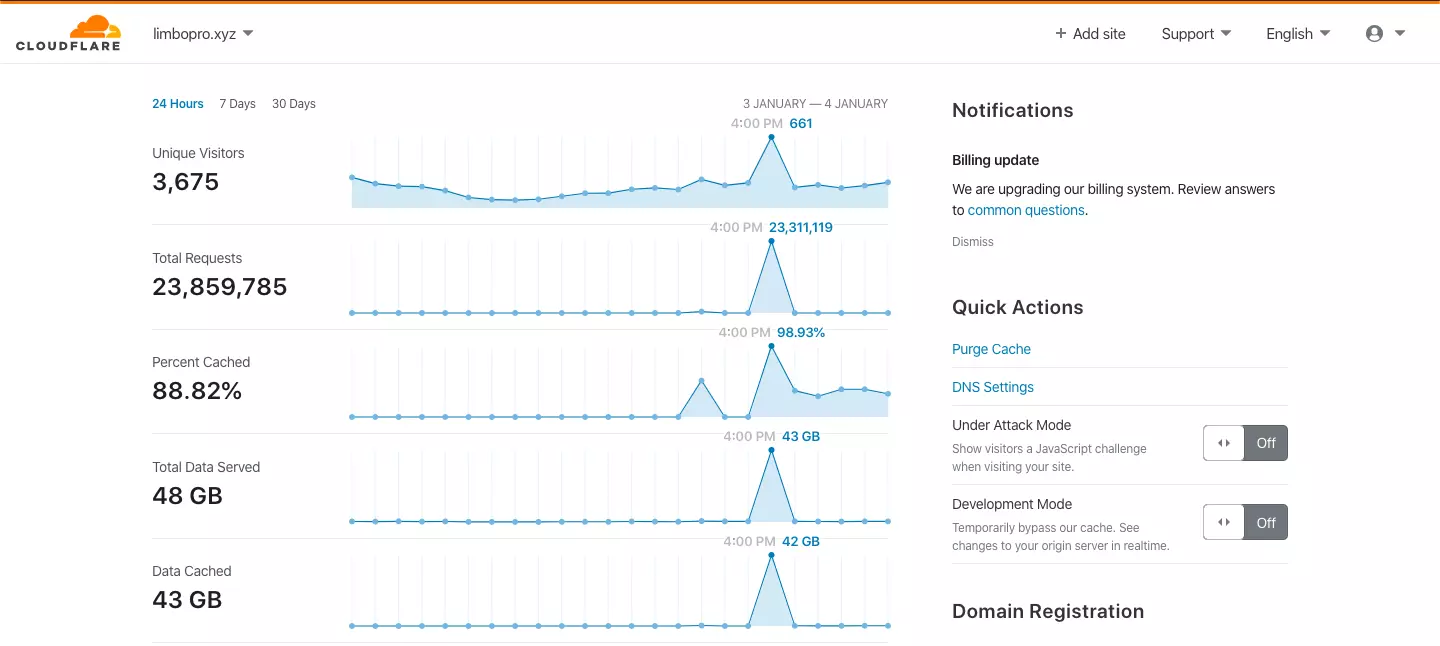 CLOUDFLARE
limbopro.xyz
+ Add site
Support
English
24 Hours 7 Days 30 Days
3 JANUARY — 4 JANUARY
Unique Visitors
3,675
4:00 PM 661
Total Requests
23,859,785
4:00 PM 23,311,119
Percent Cached
88.82%
4:00 PM 98.93%
Total Data Served
48 GB
4:00 PM 43 GB
Data Cached
43 GB
4:00 PM 42 GB
Notifications
Billing update
We are upgrading our billing system. Review answers
to common questions.
Dismiss
Quick Actions
Purge Cache
DNS Settings
Under Attack Mode
Show visitors a JavaScript challenge
when visiting your site.
Off
Development Mode
Temporarily bypass our cache. See
changes to your origin server in realtime.
Off
Domain Registration